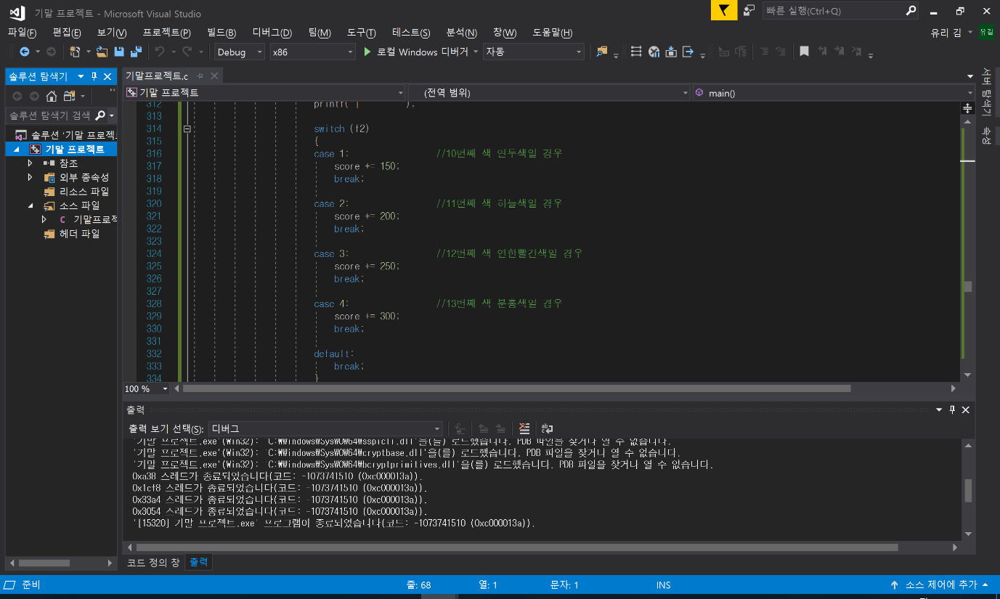 기말 프로젝트 - Microsoft Visual Studio
빠른 실행(Ctrl+Q)
파일(F) 편집(E) 보기(V) 프로젝트(P) 빌드(B) 디버그(D) 팀(M) 도구(T) 테스트(S) 분석(N) 창(W) 도움말(H)
유리 김 유김
Debug x86 로컬 Windows 디버거 자동
솔루션 탐색기
솔루션 탐색기 검색
솔루션 '기말 프로젝
기말 프로젝트
참조
외부 종속성
리소스 파일
소스 파일
C 기말프로젝
헤더 파일
기말프로젝트.c
기말 프로젝트 (전역 범위) main()
312 printf("| ");
313
314 switch (f2)
315 {
316 case 1: //10번째 색 연두색일 경우
317 score += 150;
318 break;
319
320 case 2: //11번째 색 하늘색일 경우
321 score += 200;
322 break;
323
324 case 3: //12번째 색 연한빨간색일 경우
325 score += 250;
326 break;
327
328 case 4: //13번째 색 분홍색일 경우
329 score += 300;
330 break;
331
332 default:
333 break;
334 }
100 %
서버 탐색기
속성
출력
출력 보기 선택(S): 디버그
'기말 프로젝트.exe'(Win32): 'C:\Windows\SysWOW64\sspicli.dll'을(를) 로드했습니다. PDB 파일을 찾거나 열 수 없습니다.
'기말 프로젝트.exe'(Win32): 'C:\Windows\SysWOW64\cryptbase.dll'을(를) 로드했습니다. PDB 파일을 찾거나 열 수 없습니다.
'기말 프로젝트.exe'(Win32): 'C:\Windows\SysWOW64\bcryptprimitives.dll'을(를) 로드했습니다. PDB 파일을 찾거나 열 수 없습니다.
0xa38 스레드가 종료되었습니다(코드: -1073741510 (0xc000013a)).
0x1cf8 스레드가 종료되었습니다(코드: -1073741510 (0xc000013a)).
0x33a4 스레드가 종료되었습니다(코드: -1073741510 (0xc000013a)).
0x3054 스레드가 종료되었습니다(코드: -1073741510 (0xc000013a)).
'[15320] 기말 프로젝트.exe' 프로그램이 종료되었습니다(코드: -1073741510 (0xc000013a)).
코드 정의 창 출력
준비 줄: 68 열: 1 문자: 1 INS 소스 제어에 추가